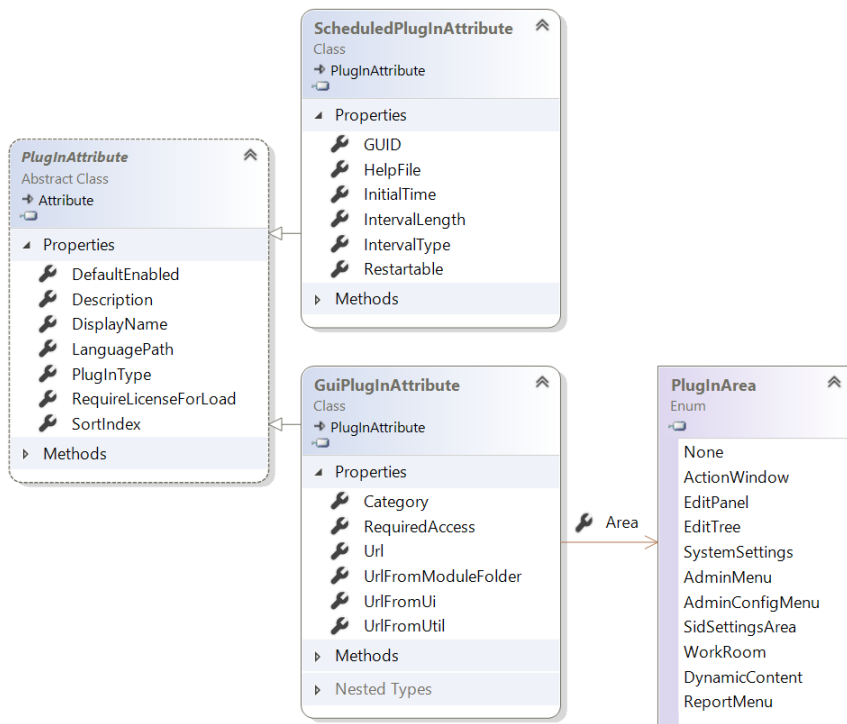 ScheduledPlugInAttribute
Class
PlugInAttribute
Properties
GUID
HelpFile
InitialTime
IntervalLength
IntervalType
Restartable
Methods
PlugInAttribute
Abstract Class
Attribute
Properties
DefaultEnabled
Description
DisplayName
LanguagePath
PlugInType
RequireLicenseForLoad
SortIndex
Methods
GuiPlugInAttribute
Class
PlugInAttribute
Properties
Category
RequiredAccess
Url
UrlFromModuleFolder
UrlFromUi
UrlFromUtil
Methods
Nested Types
Area
PlugInArea
Enum
None
ActionWindow
EditPanel
EditTree
SystemSettings
AdminMenu
AdminConfigMenu
SidSettingsArea
WorkRoom
DynamicContent
ReportMenu